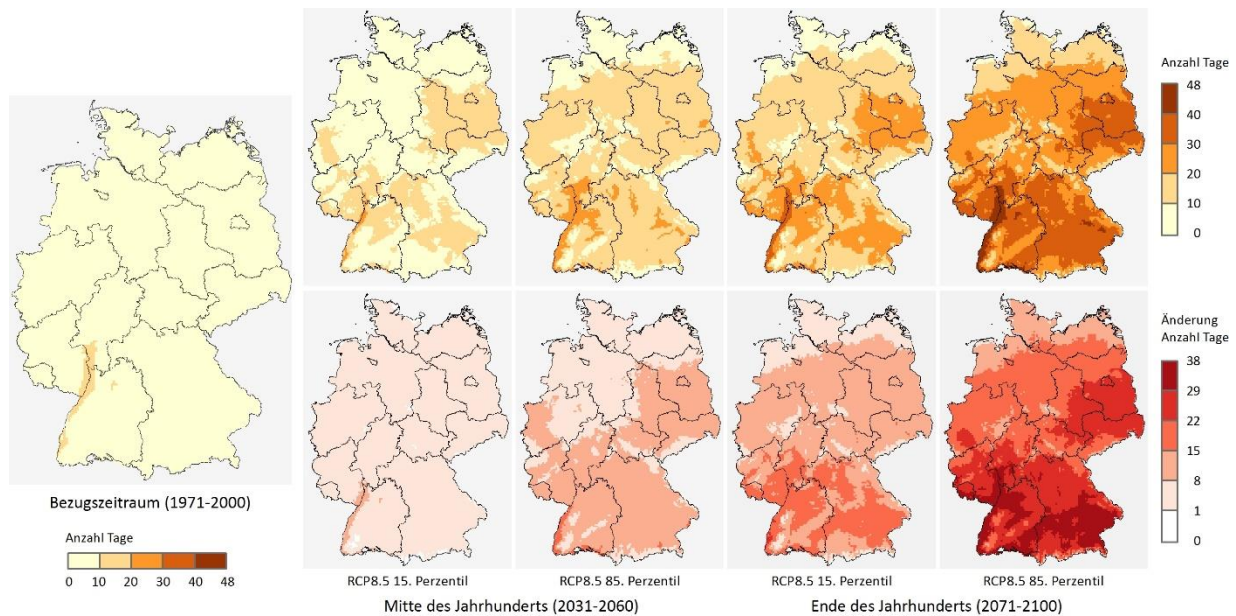 Anzahl Tage
48
40
30
20
10
0
Bezugszeitraum (1971-2000)
Anzahl Tage
0 10 20 30 40 48
Änderung
Anzahl Tage
38
29
22
15
8
1
0
RCP8.5 15. Perzentil
RCP8.5 85. Perzentil
RCP8.5 15. Perzentil
RCP8.5 85. Perzentil
Mitte des Jahrhunderts (2031-2060)
Ende des Jahrhunderts (2071-2100)